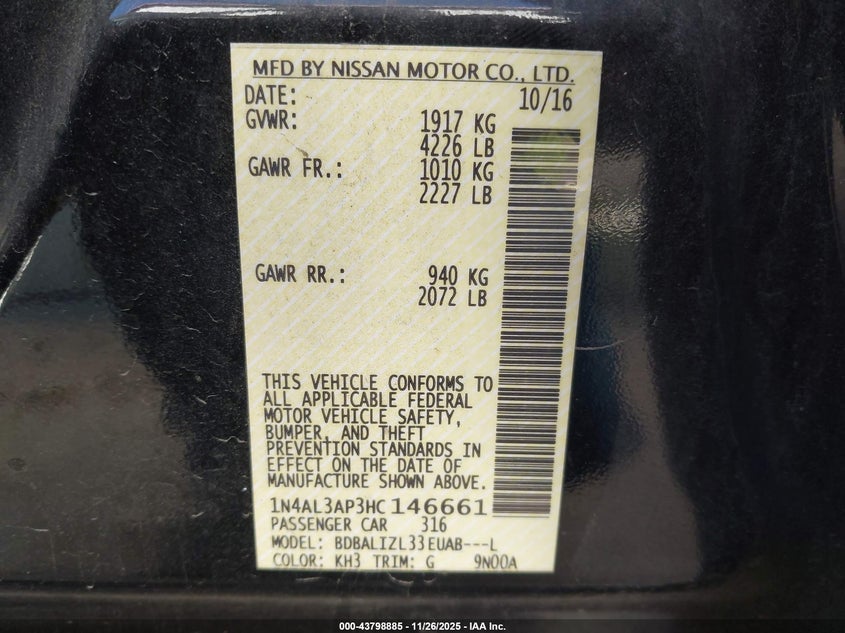 MFD BY NISSAN MOTOR CO., LTD.
DATE: 10/16
GVWR: 1917 KG
4226 LB
GAWR FR.: 1010 KG
2227 LB
GAWR RR.: 940 KG
2072 LB
THIS VEHICLE CONFORMS TO
ALL APPLICABLE FEDERAL
MOTOR VEHICLE SAFETY,
BUMPER, AND THEFT
PREVENTION STANDARDS IN
EFFECT ON THE DATE OF
MANUFACTURE SHOWN ABOVE.
1N4AL3AP3HC146661
PASSENGER CAR 316
MODEL: BDBALIZL33EUAB---L
COLOR: KH3 TRIM: G 9N00A
000-43798885 - 11/26/2025 - IAA Inc.